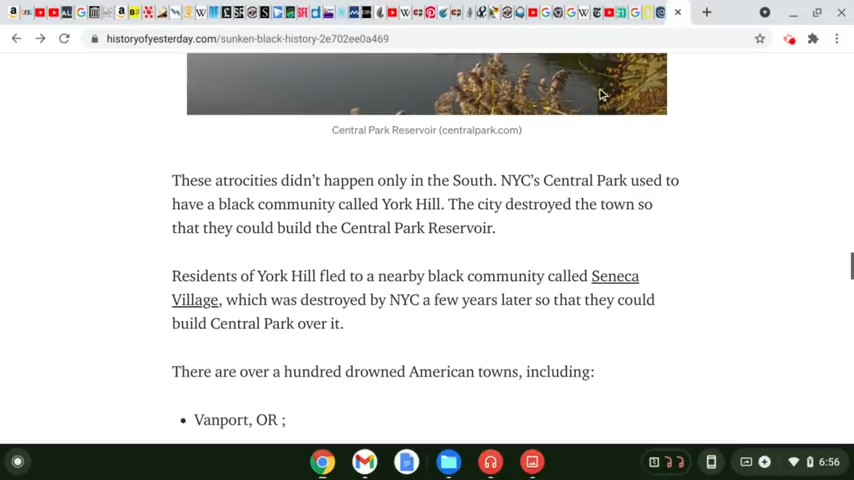 historyofyesterday.com/sunken-black-history-2e702ee0a469
Central Park Reservoir (centralpark.com)
These atrocities didn't happen only in the South. NYC's Central Park used to
have a black community called York Hill. The city destroyed the town so
that they could build the Central Park Reservoir.
Residents of York Hill fled to a nearby black community called Seneca
Village, which was destroyed by NYC a few years later so that they could
build Central Park over it.
There are over a hundred drowned American towns, including:
• Vanport, OR ;
6:56